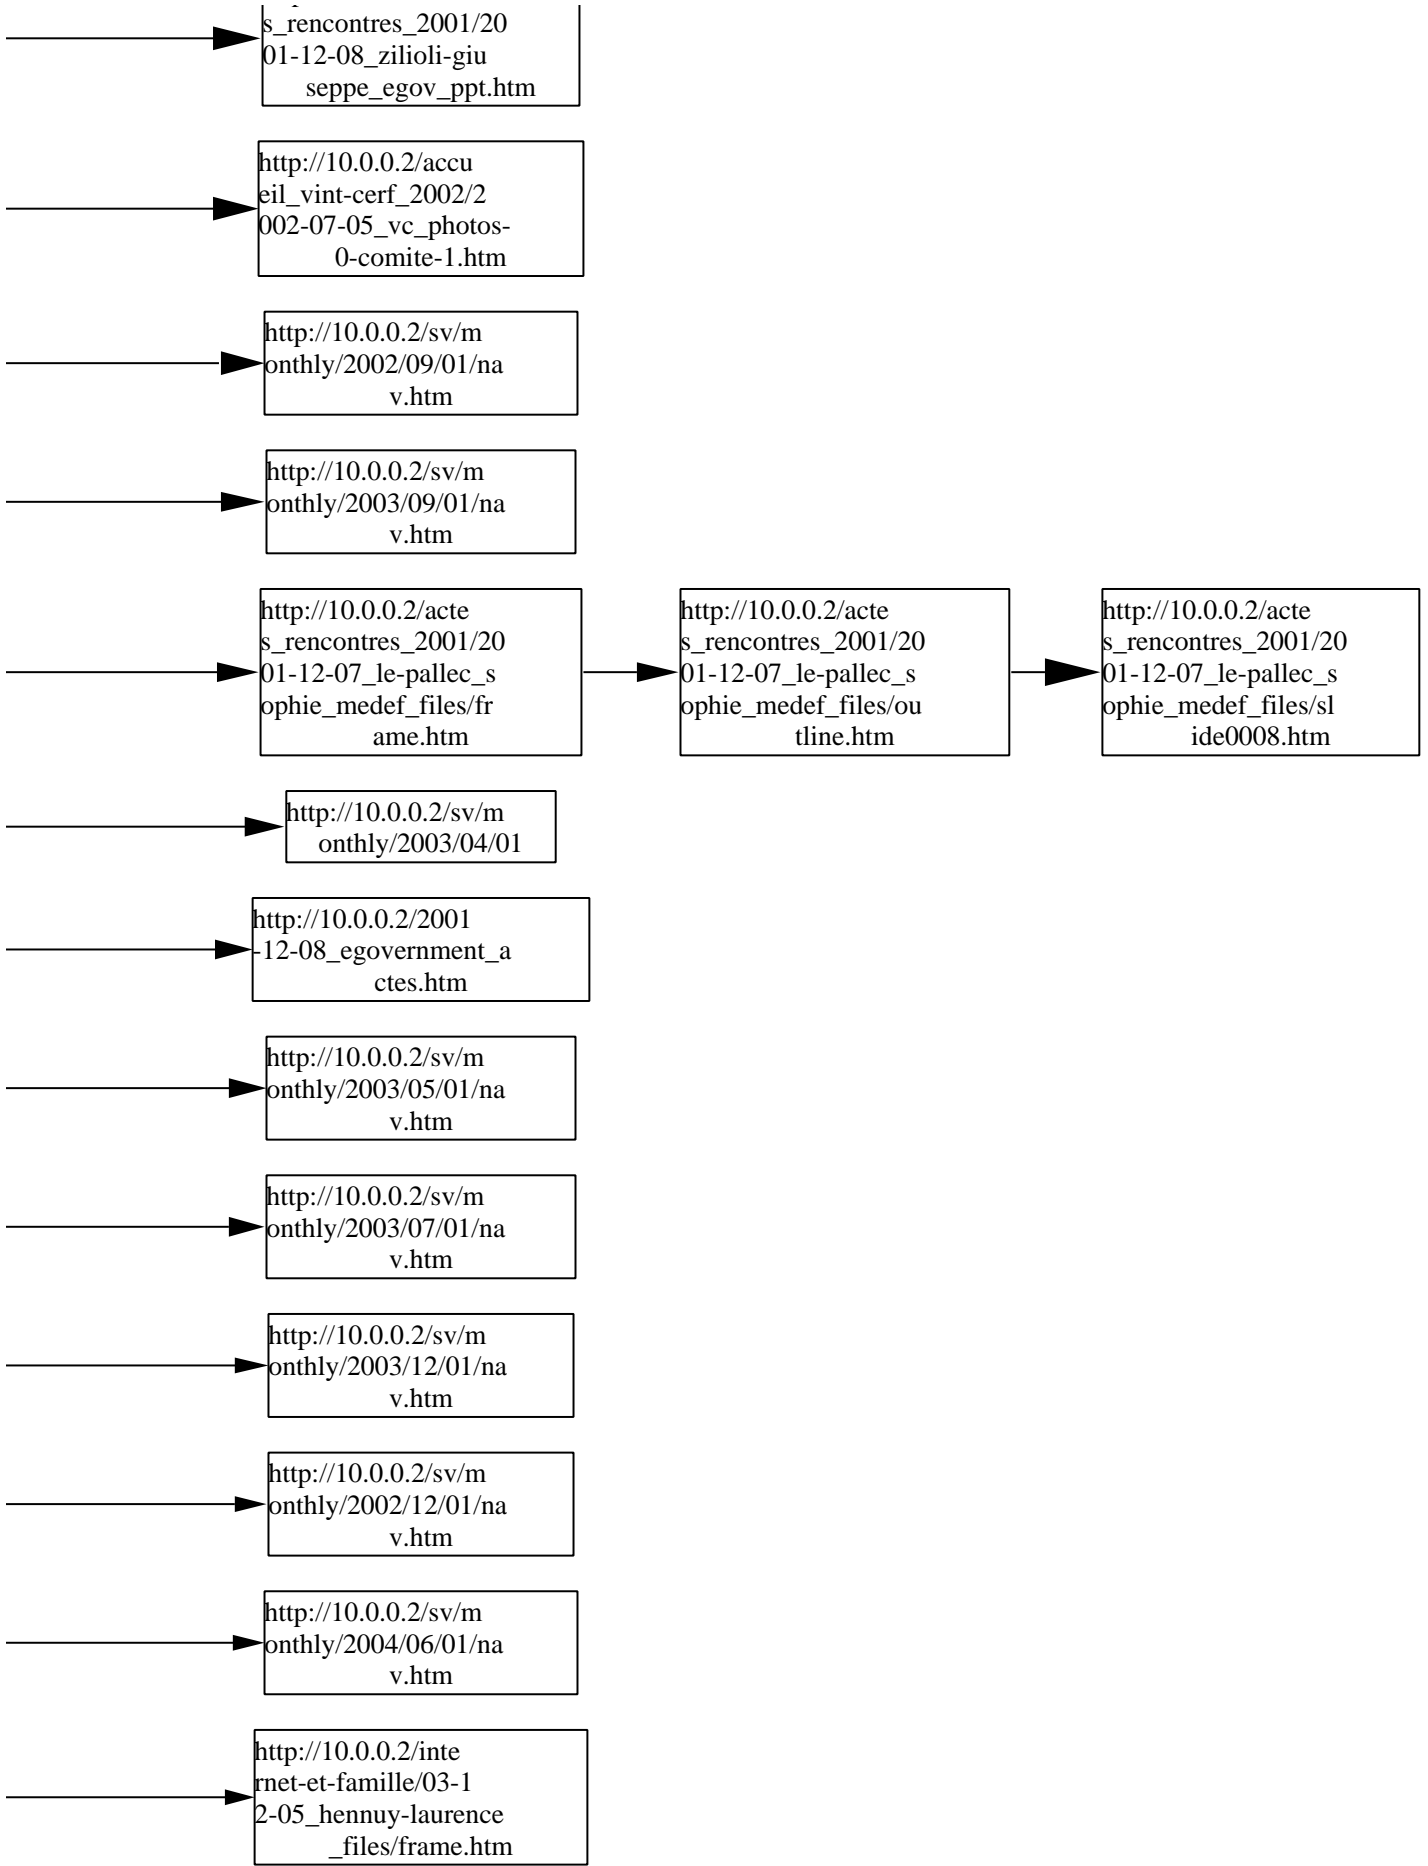 s_rencontres_2001/20
01-12-08_zilioli-giu
seppe_egov_ppt.htm
http://10.0.0.2/accu
eil_vint-cerf_2002/2
002-07-05_vc_photos-
0-comite-1.htm
http://10.0.0.2/sv/m
onthly/2002/09/01/na
v.htm
http://10.0.0.2/sv/m
onthly/2003/09/01/na
v.htm
http://10.0.0.2/acte
s_rencontres_2001/20
01-12-07_le-pallec_s
ophie_medef_files/fr
ame.htm
http://10.0.0.2/acte
s_rencontres_2001/20
01-12-07_le-pallec_s
ophie_medef_files/ou
tline.htm
http://10.0.0.2/acte
s_rencontres_2001/20
01-12-07_le-pallec_s
ophie_medef_files/sl
ide0008.htm
http://10.0.0.2/sv/m
onthly/2003/04/01
http://10.0.0.2/2001
-12-08_egovernment_a
ctes.htm
http://10.0.0.2/sv/m
onthly/2003/05/01/na
v.htm
http://10.0.0.2/sv/m
onthly/2003/07/01/na
v.htm
http://10.0.0.2/sv/m
onthly/2003/12/01/na
v.htm
http://10.0.0.2/sv/m
onthly/2002/12/01/na
v.htm
http://10.0.0.2/sv/m
onthly/2004/06/01/na
v.htm
http://10.0.0.2/inte
rnet-et-famille/03-1
2-05_hennuy-laurence
_files/frame.htm